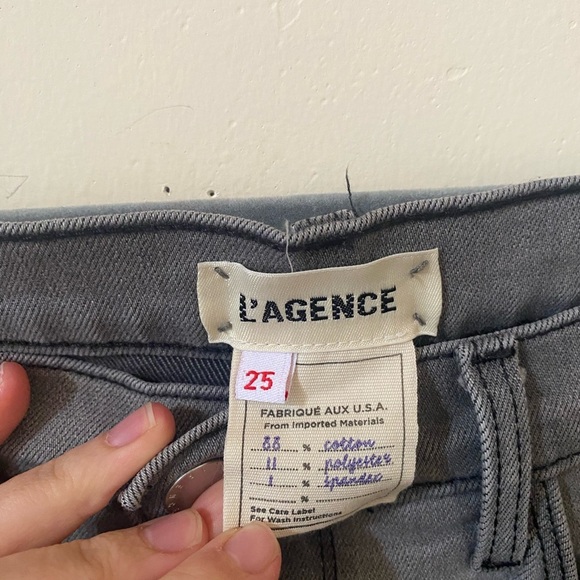 L'AGENCE
25
FABRIQUÉ AUX U.S.A.
From Imported Materials
88 % cotton
11 % polyester
1 % spandex
%
See Care Label
For Wash Instructions